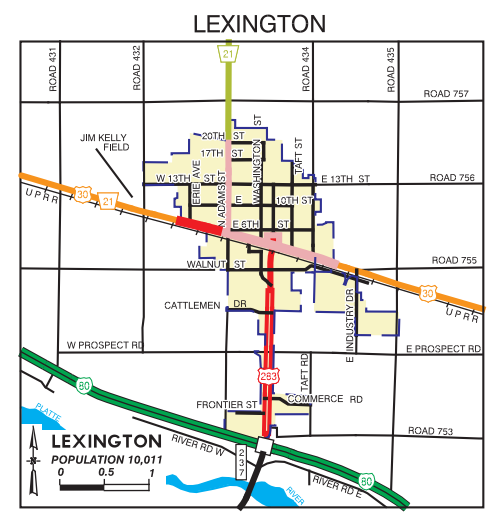 LEXINGTON
21
ROAD 431
ROAD 432
ROAD 434
ROAD 435
ROAD 757
ST
20TH ST
JIM KELLY
FIELD
17TH ST
WASHINGTON
TAFT ST
ERIE AVE
W 13TH ST
E 13TH ST
ROAD 756
N ADAMS ST
E
10TH ST
30
21
UPRR
E 6TH ST
WALNUT ST
ROAD 755
30
UPRR
CATTLEMEN DR
E INDUSTRY DR
W PROSPECT RD
E PROSPECT RD
80
283
TAFT RD
COMMERCE RD
FRONTIER ST
PLATTE
ROAD 753
LEXINGTON
POPULATION 10,011
0 0.5 1
RIVER RD W
237
RIVER RD E
80
RIVER